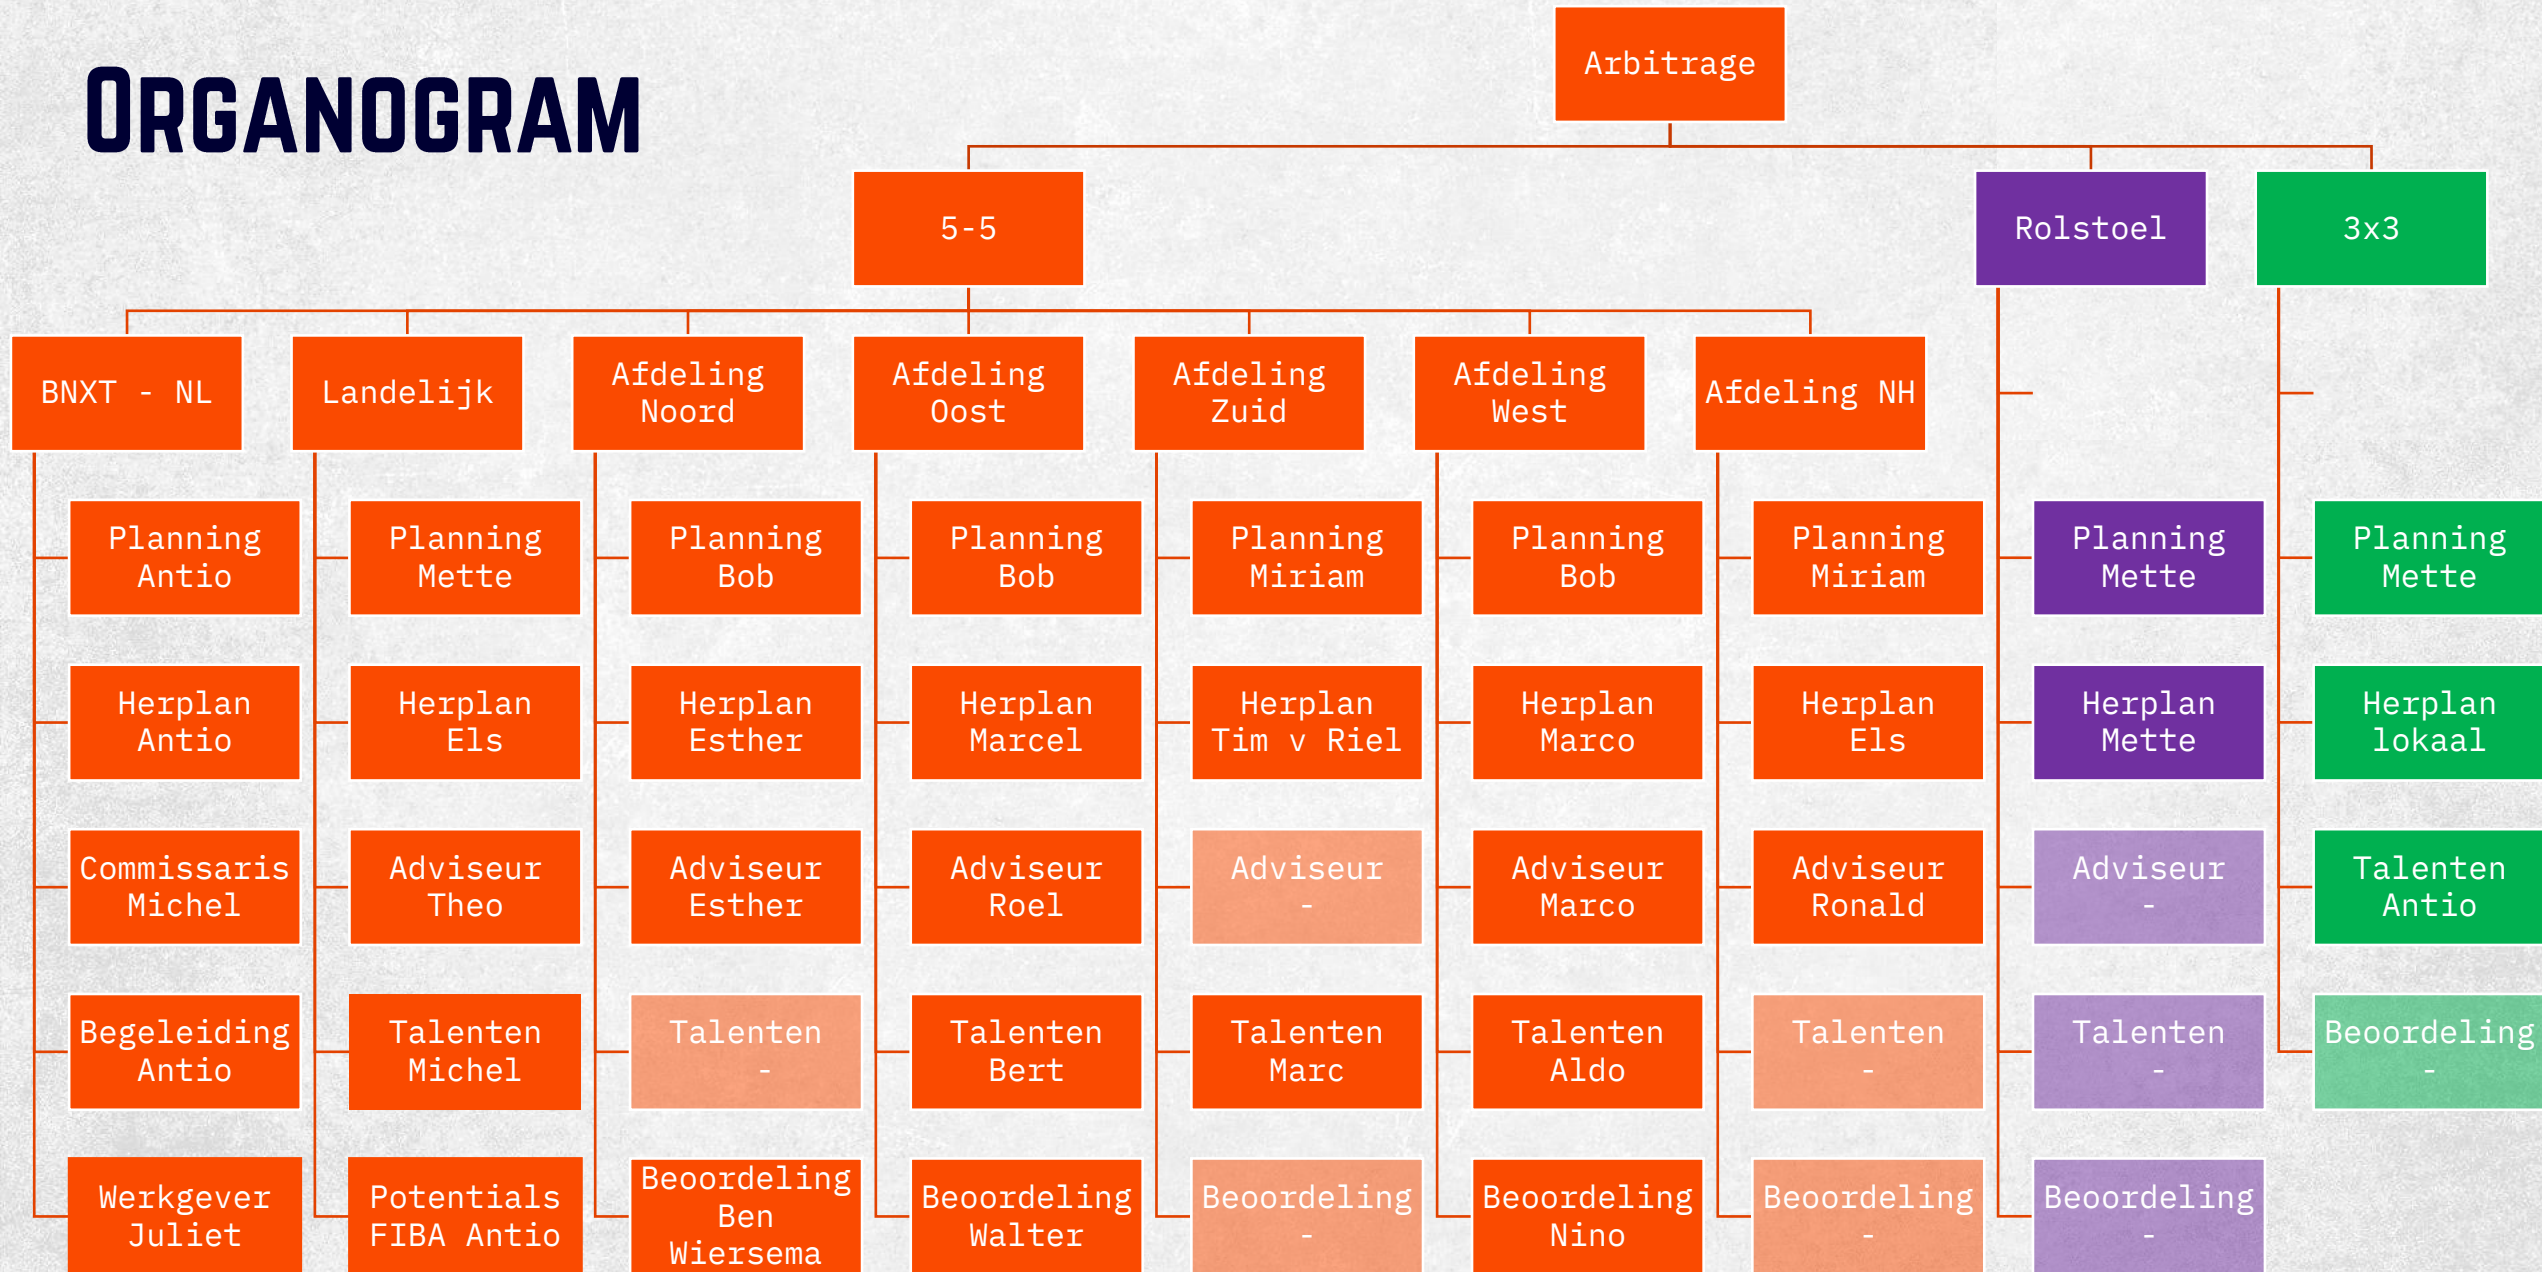 ORGANOGRAM
Arbitrage
5-5
Rolstoel
3x3
BNXT - NL
Landelijk
Afdeling
Noord
Afdeling
Oost
Afdeling
Zuid
Afdeling
West
Afdeling NH
Planning
Antio
Planning
Mette
Planning
Bob
Planning
Bob
Planning
Miriam
Planning
Bob
Planning
Miriam
Planning
Mette
Planning
Mette
Herplan
Antio
Herplan
Els
Herplan
Esther
Herplan
Marcel
Herplan
Tim v Riel
Herplan
Marco
Herplan
Els
Herplan
Mette
Herplan
lokaal
Commissaris
Michel
Adviseur
Theo
Adviseur
Esther
Adviseur
Roel
Adviseur
-
Adviseur
Marco
Adviseur
Ronald
Adviseur
-
Talenten
Antio
Begeleiding
Antio
Talenten
Michel
Talenten
-
Talenten
Bert
Talenten
Marc
Talenten
Aldo
Talenten
-
Talenten
-
Beoordeling
-
Werkgever
Juliet
Potentials
FIBA Antio
Beoordeling
Ben
Wiersema
Beoordeling
Walter
Beoordeling
-
Beoordeling
Nino
Beoordeling
-
Beoordeling
-